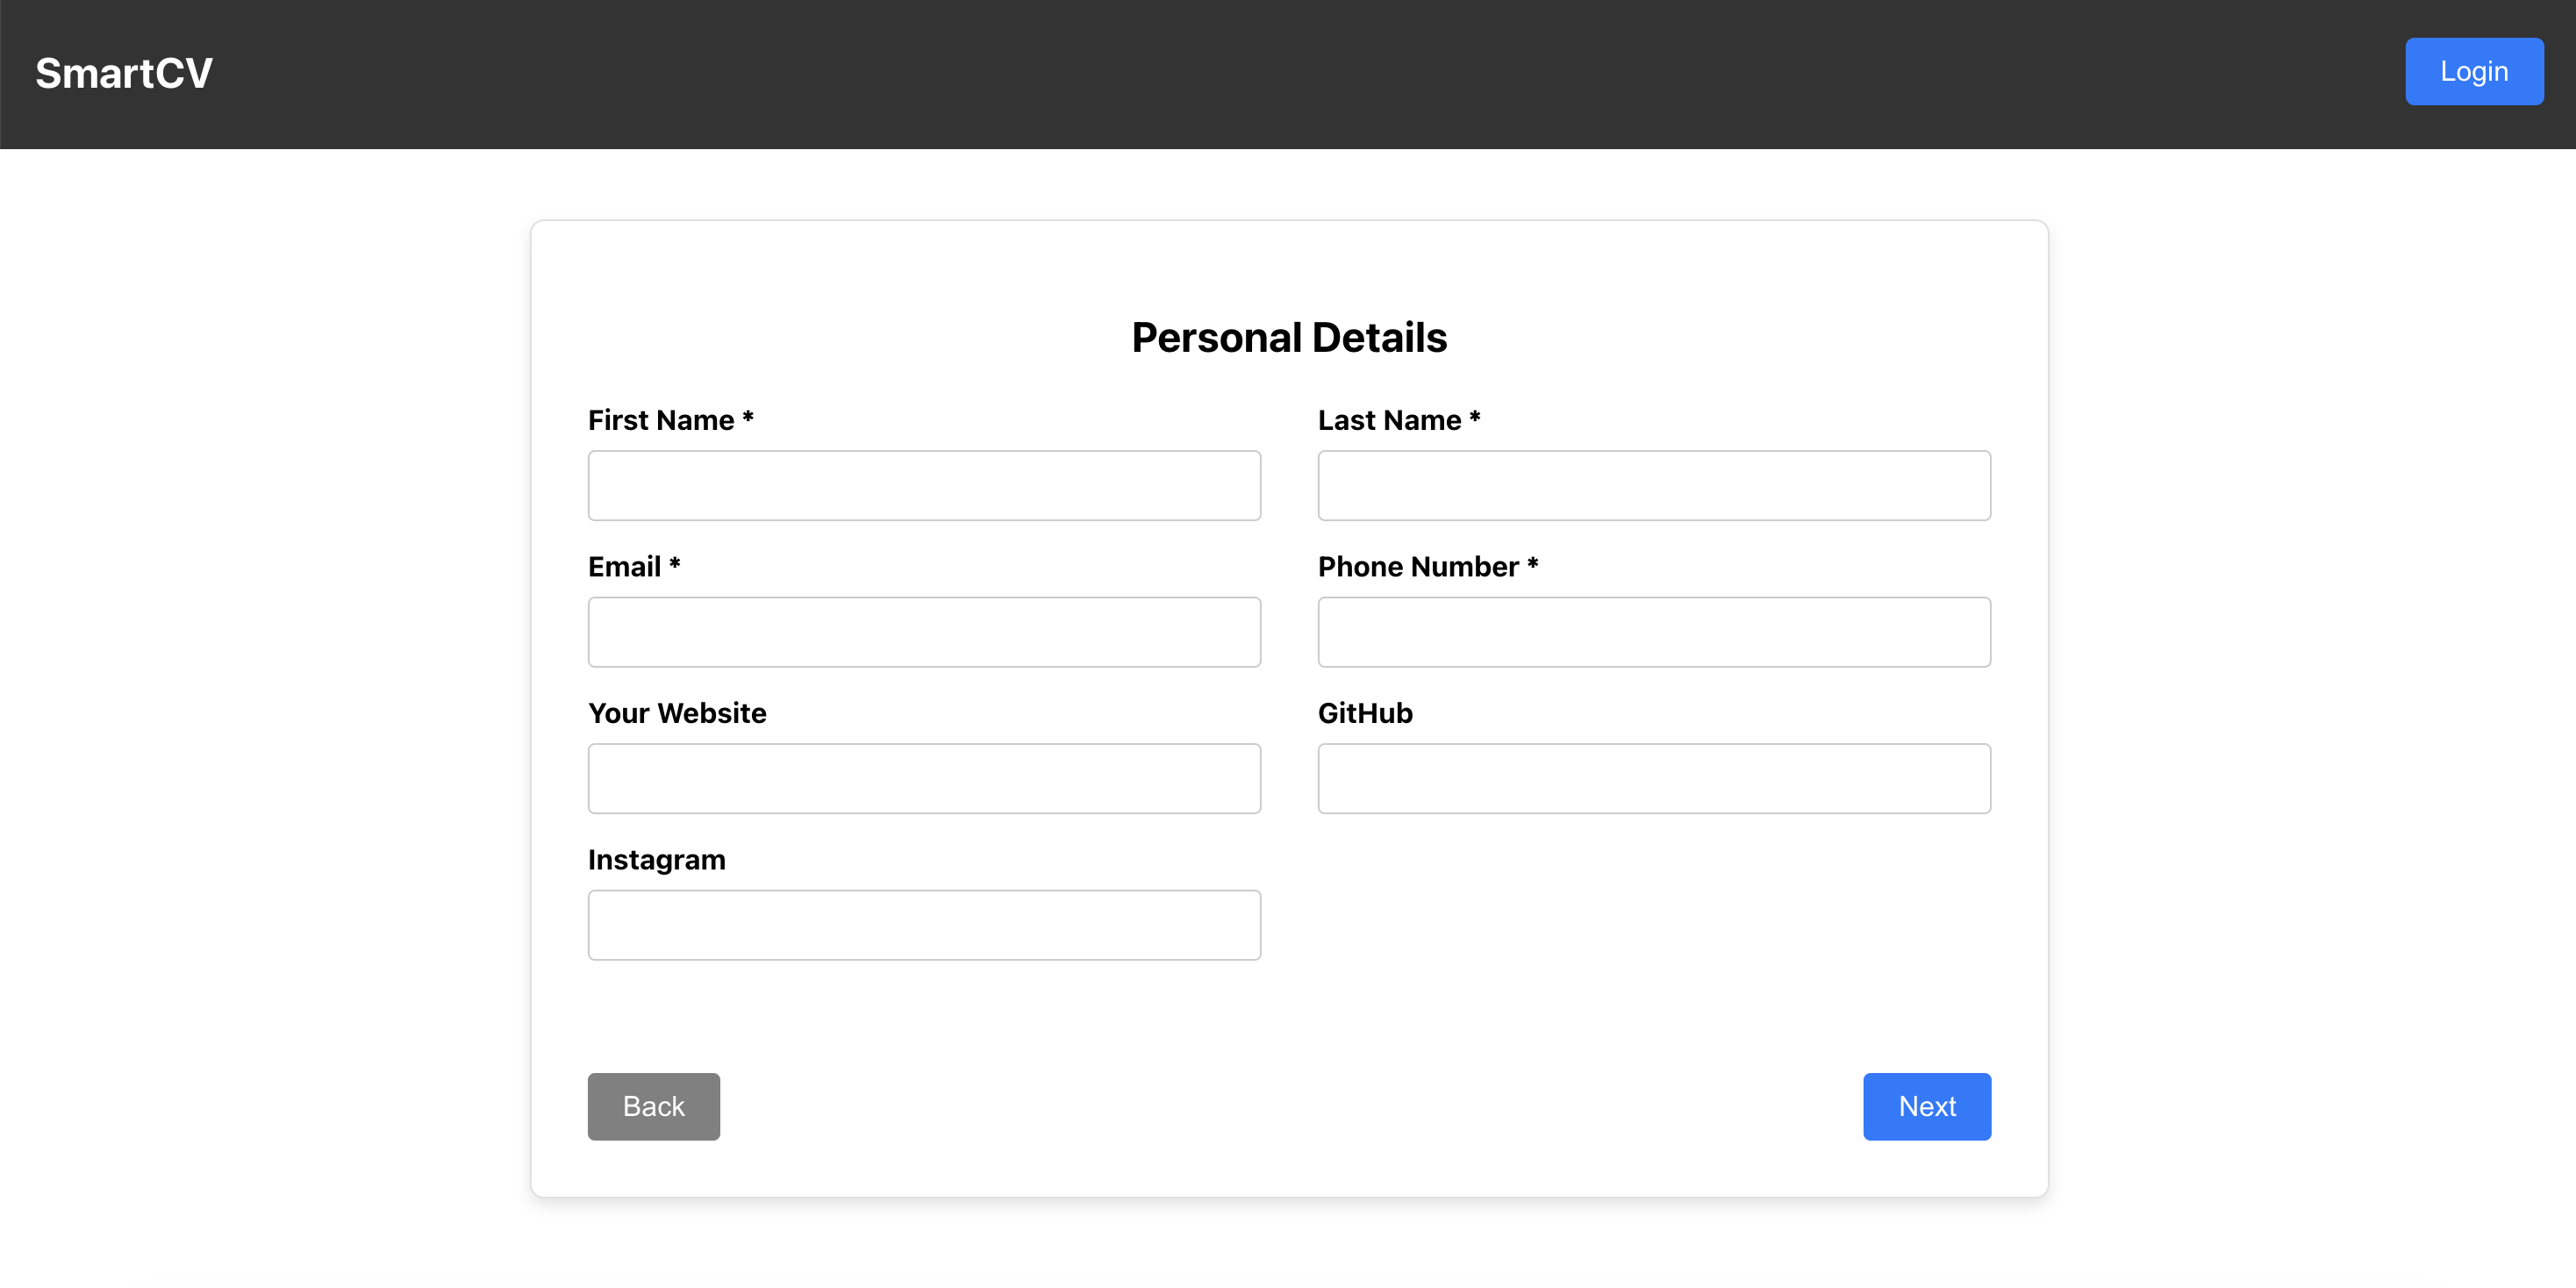 SmartCV
Login
Personal Details
First Name *
Last Name *
Email *
Phone Number *
Your Website
GitHub
Instagram
Back
Next